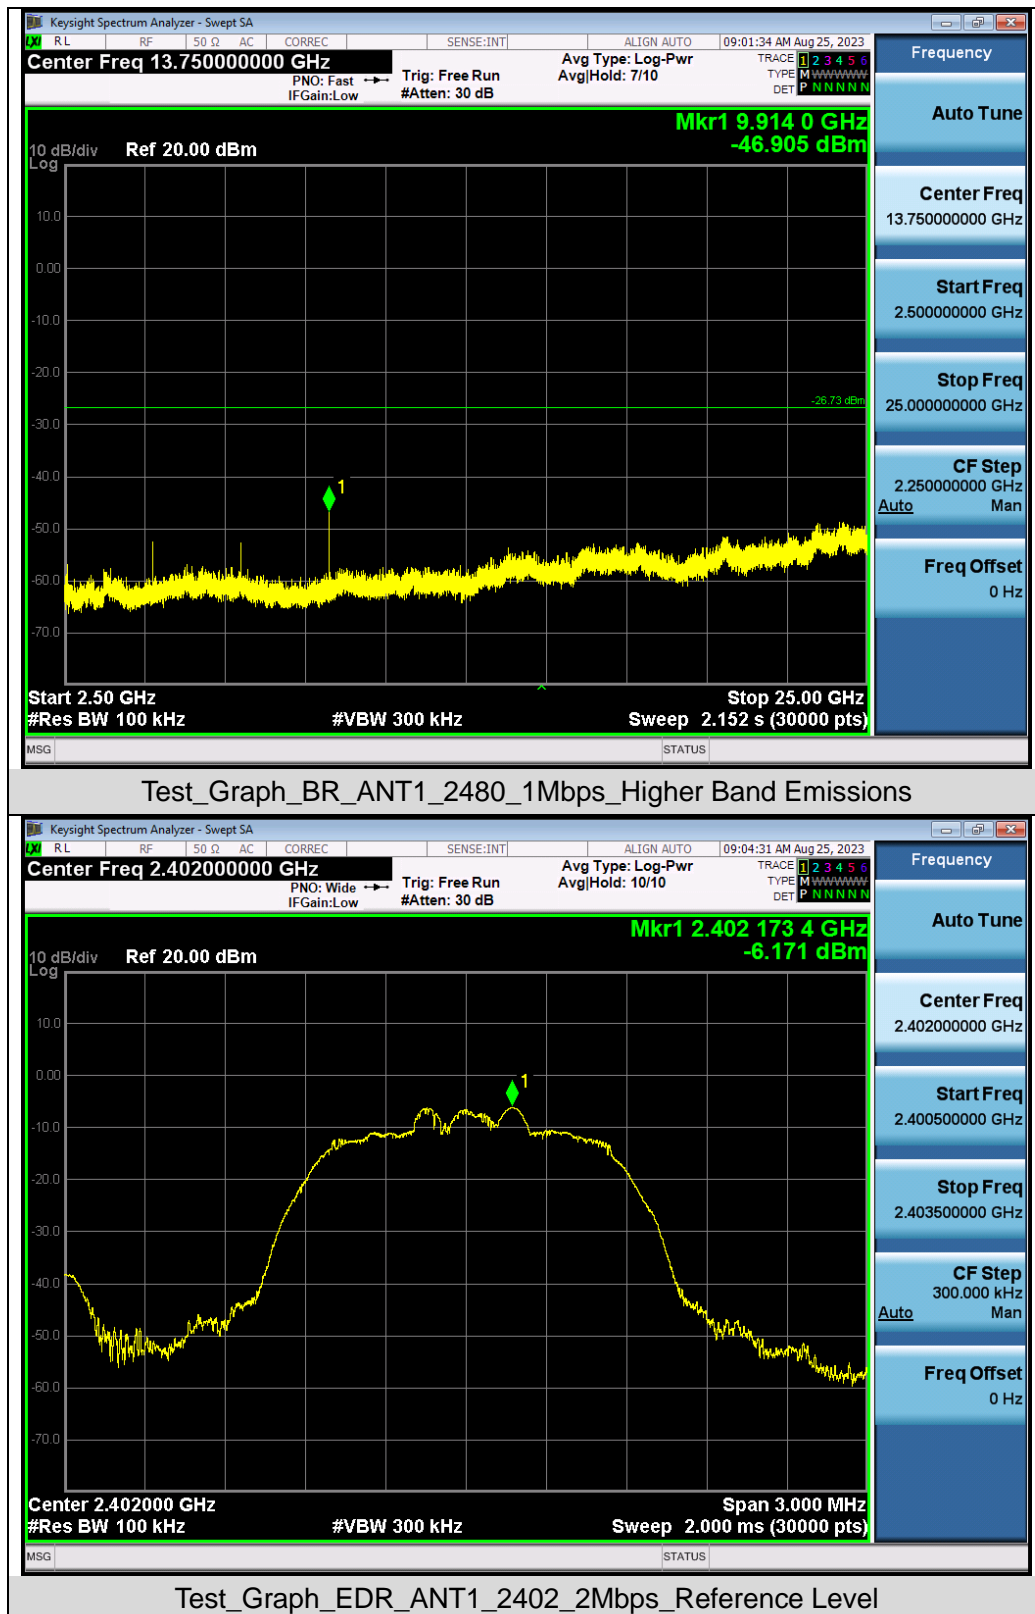 Keysight Spectrum Analyzer - Swept SA
LXI RL RF 50 Ω AC CORREC SENSE:INT ALIGN AUTO 09:01:34 AM Aug 25, 2023
Center Freq 13.750000000 GHz
PNO: Fast
IFGain:Low
Trig: Free Run
#Atten: 30 dB
Avg Type: Log-Pwr
Avg|Hold: 7/10
TRACE 1 2 3 4 5 6
TYPE M W W W W W
DET P N N N N N
Mkr1 9.914 0 GHz
-46.905 dBm
10 dB/div Ref 20.00 dBm
Log
10.0
0.00
-10.0
-20.0
-26.73 dBm
-30.0
-40.0
1
-50.0
-60.0
-70.0
Start 2.50 GHz Stop 25.00 GHz
#Res BW 100 kHz #VBW 300 kHz Sweep 2.152 s (30000 pts)
MSG STATUS
Frequency
Auto Tune
Center Freq
13.750000000 GHz
Start Freq
2.500000000 GHz
Stop Freq
25.000000000 GHz
CF Step
2.250000000 GHz
Auto Man
Freq Offset
0 Hz
Test_Graph_BR_ANT1_2480_1Mbps_Higher Band Emissions
Keysight Spectrum Analyzer - Swept SA
LXI RL RF 50 Ω AC CORREC SENSE:INT ALIGN AUTO 09:04:31 AM Aug 25, 2023
Center Freq 2.402000000 GHz
PNO: Wide
IFGain:Low
Trig: Free Run
#Atten: 30 dB
Avg Type: Log-Pwr
Avg|Hold: 10/10
TRACE 1 2 3 4 5 6
TYPE M W W W W W
DET P N N N N N
Mkr1 2.402 173 4 GHz
-6.171 dBm
10 dB/div Ref 20.00 dBm
Log
10.0
0.00
1
-10.0
-20.0
-30.0
-40.0
-50.0
-60.0
-70.0
Center 2.402000 GHz Span 3.000 MHz
#Res BW 100 kHz #VBW 300 kHz Sweep 2.000 ms (30000 pts)
MSG STATUS
Frequency
Auto Tune
Center Freq
2.402000000 GHz
Start Freq
2.400500000 GHz
Stop Freq
2.403500000 GHz
CF Step
300.000 kHz
Auto Man
Freq Offset
0 Hz
Test_Graph_EDR_ANT1_2402_2Mbps_Reference Level